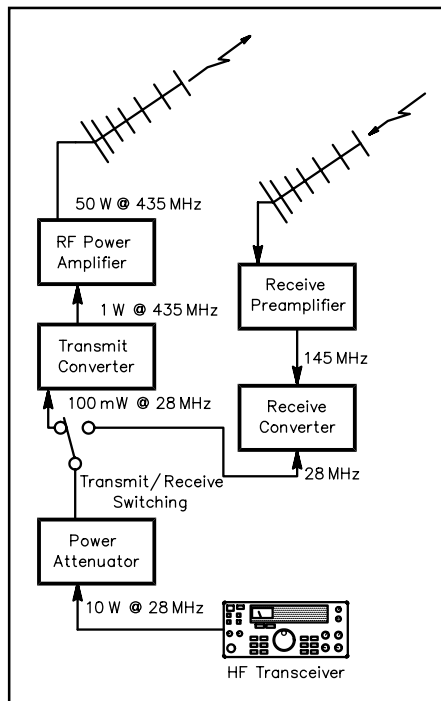 50 W @ 435 MHz
RF Power
Amplifier
1 W @ 435 MHz
Transmit
Converter
100 mW @ 28 MHz
Transmit/Receive
Switching
Power
Attenuator
10 W @ 28 MHz
HF Transceiver
Receive
Preamplifier
145 MHz
Receive
Converter
28 MHz